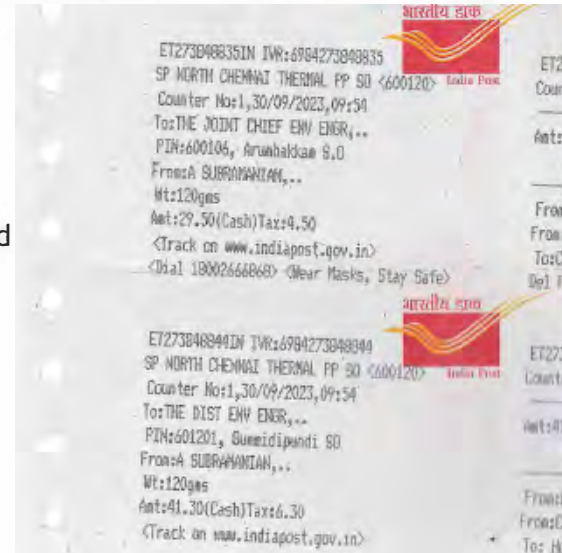 भारतीय डाक
India Post
ET273848835IN IVR:6984273848835
SP NORTH CHENNAI THERMAL PP SO <600120>
Counter No:1,30/09/2023,09:54
To:THE JOINT CHIEF ENV ENGR,..
PIN:600106, Arumbakkam S.O
From:A SUBRAMANIAN,..
Wt:120gms
Amt:29.50(Cash)Tax:4.50
<Track on www.indiapost.gov.in>
<Dial 18002666868> <Wear Masks, Stay Safe>
भारतीय डाक
India Post
ET273848844IN IVR:6984273848844
SP NORTH CHENNAI THERMAL PP SO <600120>
Counter No:1,30/09/2023,09:54
To:THE DIST ENV ENGR,..
PIN:601201, Gummidipundi SO
From:A SUBRAMANIAN,..
Wt:120gms
Amt:41.30(Cash)Tax:6.30
<Track on www.indiapost.gov.in>
d
ET2
Coun
Amt:
From
From
To:C
Del
ET27
Count
Amt:41
From:
From:C
To: